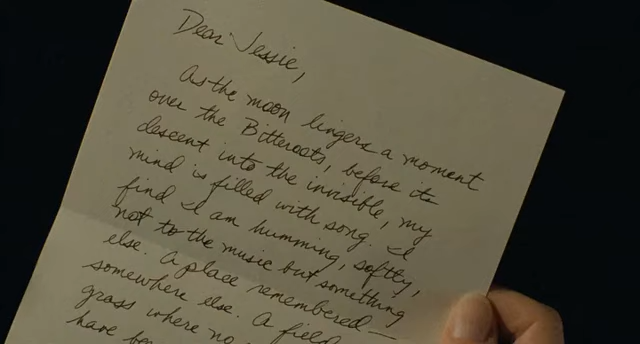 Dear Jessie,
As the moon lingers a moment
over the Bitteroots, before its
descent into the invisible, my
mind is filled with song. I
find I am humming, softly,
not to the music but something
else. A place remembered—
somewhere else. A field
grass where no
have